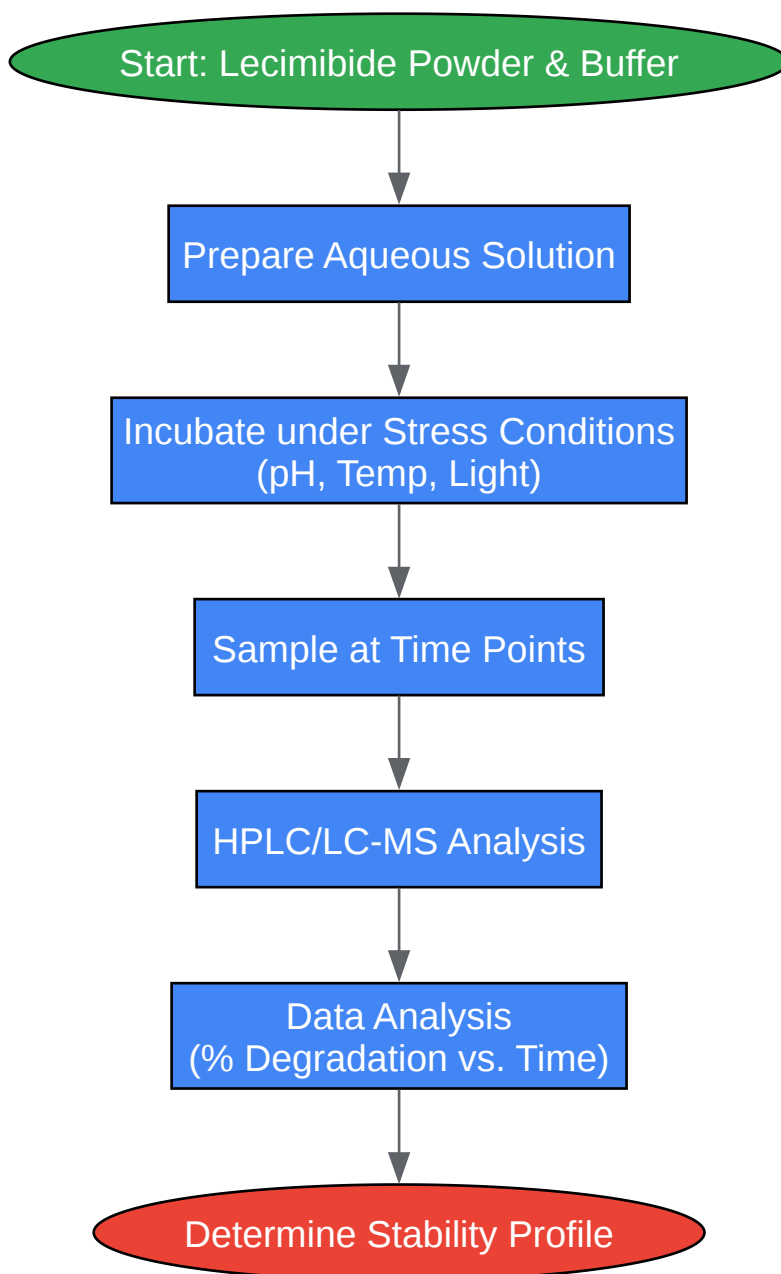 Start: Lecimibide Powder & Buffer
Prepare Aqueous Solution
Incubate under Stress Conditions
(pH, Temp, Light)
Sample at Time Points
HPLC/LC-MS Analysis
Data Analysis
(% Degradation vs. Time)
Determine Stability Profile